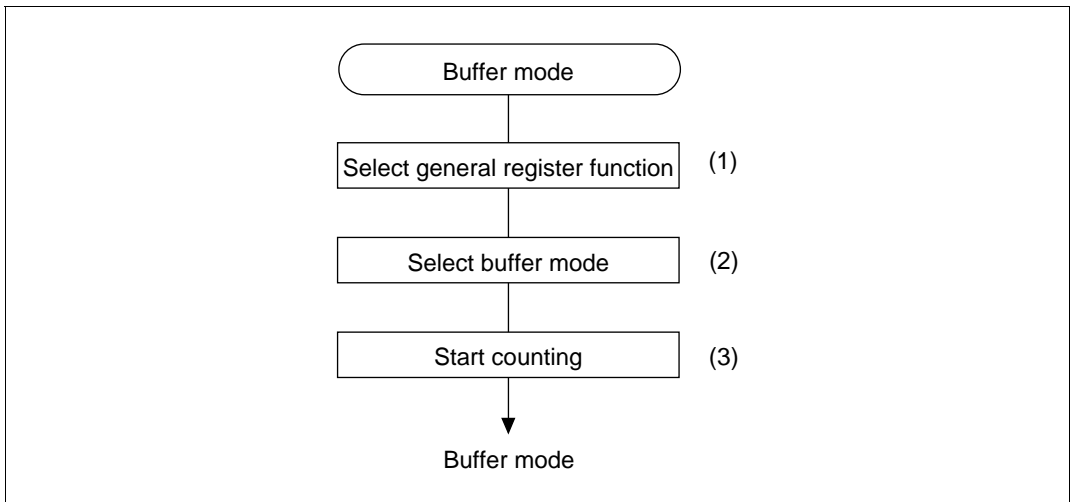 Buffer mode
Select general register function (1)
Select buffer mode (2)
Start counting (3)
Buffer mode